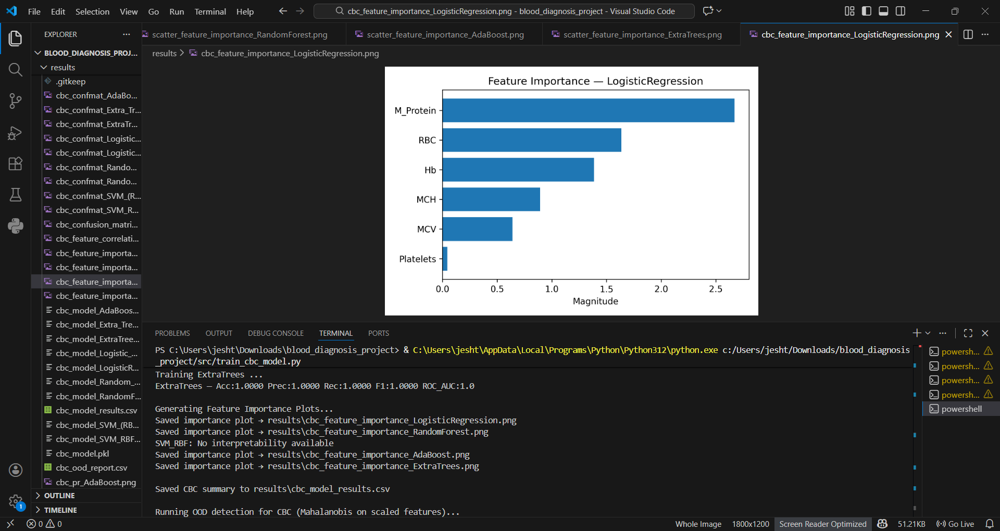 File Edit Selection View Go Run Terminal Help
cbc_feature_importance_LogisticRegression.png - blood_diagnosis_project - Visual Studio Code
EXPLORER
scatter_feature_importance_RandomForest.png
scatter_feature_importance_AdaBoost.png
scatter_feature_importance_ExtraTrees.png
cbc_feature_importance_LogisticRegression.png
BLOOD_DIAGNOSIS_PROJ...
results
.gitkeep
cbc_confmat_AdaBo...
cbc_confmat_Extra_Tr...
cbc_confmat_ExtraTr...
cbc_confmat_Logistic...
cbc_confmat_Logistic...
cbc_confmat_Rando...
cbc_confmat_Rando...
cbc_confmat_SVM_(R...
cbc_confmat_SVM_R...
cbc_confusion_matri...
cbc_feature_correlati...
cbc_feature_importa...
cbc_feature_importa...
cbc_feature_importa...
cbc_feature_importa...
cbc_model_AdaBoos...
cbc_model_Extra_Tre...
cbc_model_ExtraTree...
cbc_model_Logistic_...
cbc_model_LogisticR...
cbc_model_Random_...
cbc_model_RandomF...
cbc_model_results.csv
cbc_model_SVM_(RB...
cbc_model_SVM_RBF...
cbc_model.pkl
cbc_ood_report.csv
cbc_pr_AdaBoost.png
OUTLINE
TIMELINE
results > cbc_feature_importance_LogisticRegression.png
Feature Importance — LogisticRegression
M_Protein
RBC
Hb
MCH
MCV
Platelets
0.0 0.5 1.0 1.5 2.0 2.5
Magnitude
PROBLEMS OUTPUT DEBUG CONSOLE TERMINAL PORTS
PS C:\Users\jesht\Downloads\blood_diagnosis_project> & C:\Users\jesht\AppData\Local\Programs\Python\Python312\python.exe c:/Users/jesht/Downloads/blood_diagnosis
_project/src/train_cbc_model.py
Training ExtraTrees ...
ExtraTrees — Acc:1.0000 Prec:1.0000 Rec:1.0000 F1:1.0000 ROC_AUC:1.0
Generating Feature Importance Plots...
Saved importance plot → results\cbc_feature_importance_LogisticRegression.png
Saved importance plot → results\cbc_feature_importance_RandomForest.png
SVM_RBF: No interpretability available
Saved importance plot → results\cbc_feature_importance_AdaBoost.png
Saved importance plot → results\cbc_feature_importance_ExtraTrees.png
Saved CBC summary to results\cbc_model_results.csv
Running OOD detection for CBC (Mahalanobis on scaled features)...
powersh...
powersh...
powersh...
powersh...
powershell
1
0 0
Whole Image 1800x1200 Screen Reader Optimized 51.21KB Go Live